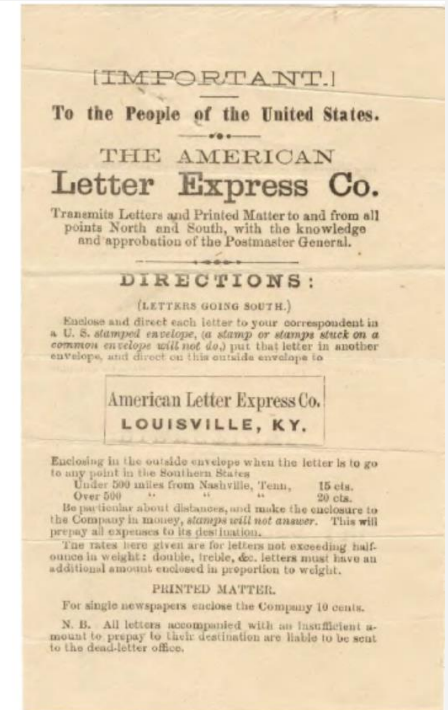 [IMPORTANT.]
To the People of the United States.
THE AMERICAN
Letter Express Co.
Transmits Letters and Printed Matter to and from all
points North and South, with the knowledge
and approbation of the Postmaster General.
DIRECTIONS:
(LETTERS GOING SOUTH.)
Enclose and direct each letter to your correspondent in
a U. S. stamped envelope, (a stamp or stamps stuck on a
common envelope will not do,) put that letter in another
envelope, and direct on this outside envelope to
American Letter Express Co.
LOUISVILLE, KY.
Enclosing in the outside envelope when the letter is to go
to any point in the Southern States
Under 500 miles from Nashville, Tenn, 15 cts.
Over 500 " " " 20 cts.
Be particular about distances, and make the enclosure to
the Company in money, stamps will not answer. This will
prepay all expenses to its destination.
The rates here given are for letters not exceeding half-
ounce in weight: double, treble, &c. letters must have an
additional amount enclosed in proportion to weight.
PRINTED MATTER.
For single newspapers enclose the Company 10 cents.
N. B. All letters accompanied with an insufficient a-
mount to prepay to their destination are liable to be sent
to the dead-letter office.